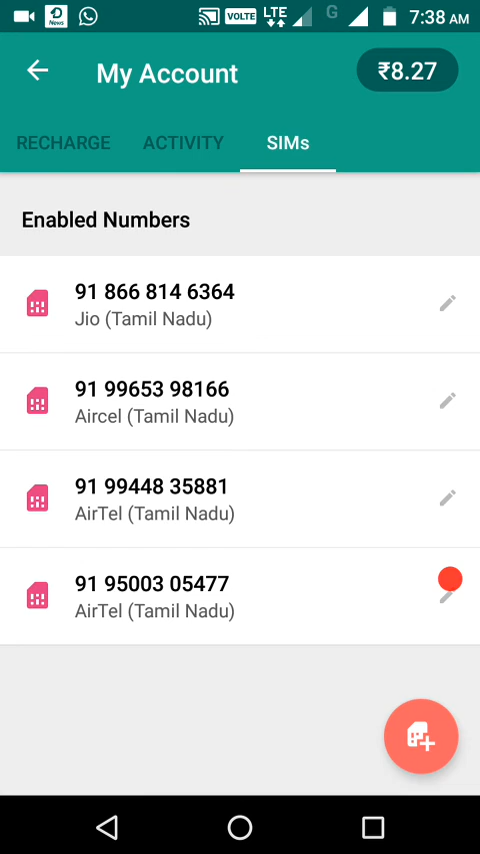 VOLTE LTE G 7:38 AM
My Account ₹8.27
RECHARGE ACTIVITY SIMs
Enabled Numbers
91 866 814 6364
Jio (Tamil Nadu)
91 99653 98166
Aircel (Tamil Nadu)
91 99448 35881
AirTel (Tamil Nadu)
91 95003 05477
AirTel (Tamil Nadu)